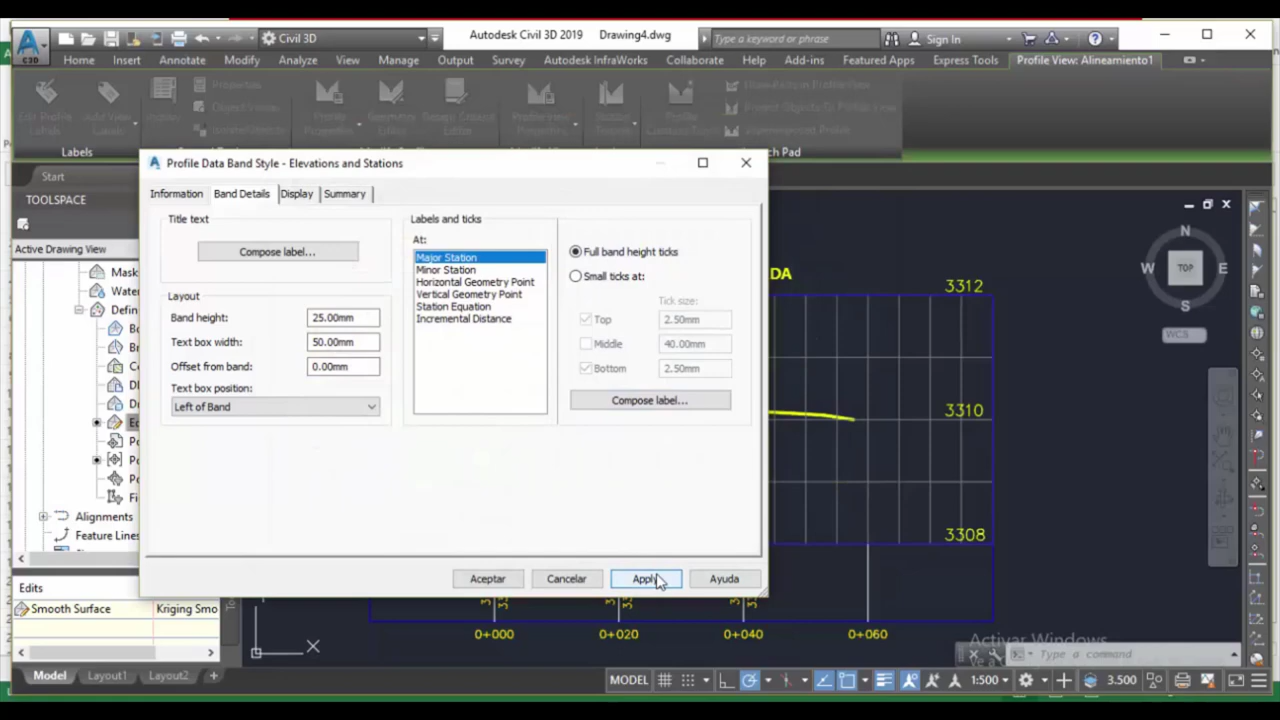 Civil 3D
Autodesk Civil 3D 2019 Drawing4.dwg
Type a keyword or phrase
Sign In
C3D
Home Insert Annotate Modify Analyze View Manage Output Survey Autodesk InfraWorks Collaborate Help Add-ins Featured Apps Express Tools Profile View: Alineamiento1
Labels
Start
TOOLSPACE
Active Drawing View
Mask
Water
Defin
Alignments
Feature Lines
Edits
Smooth Surface Kriging Smo
Profile Data Band Style - Elevations and Stations
Information Band Details Display Summary
Title text
Compose label...
Layout
Band height: 25.00mm
Text box width: 50.00mm
Offset from band: 0.00mm
Text box position:
Left of Band
Labels and ticks
At:
Major Station
Minor Station
Horizontal Geometry Point
Vertical Geometry Point
Station Equation
Incremental Distance
Full band height ticks
Small ticks at:
Tick size:
Top 2.50mm
Middle 40.00mm
Bottom 2.50mm
Compose label...
Aceptar Cancelar Apply Ayuda
DA
3312
3310
3308
0+000 0+020 0+040 0+060
N
W TOP E
S
WCS
X
Activar Windows
Type a command
Model Layout1 Layout2 +
MODEL 1:500 3.500